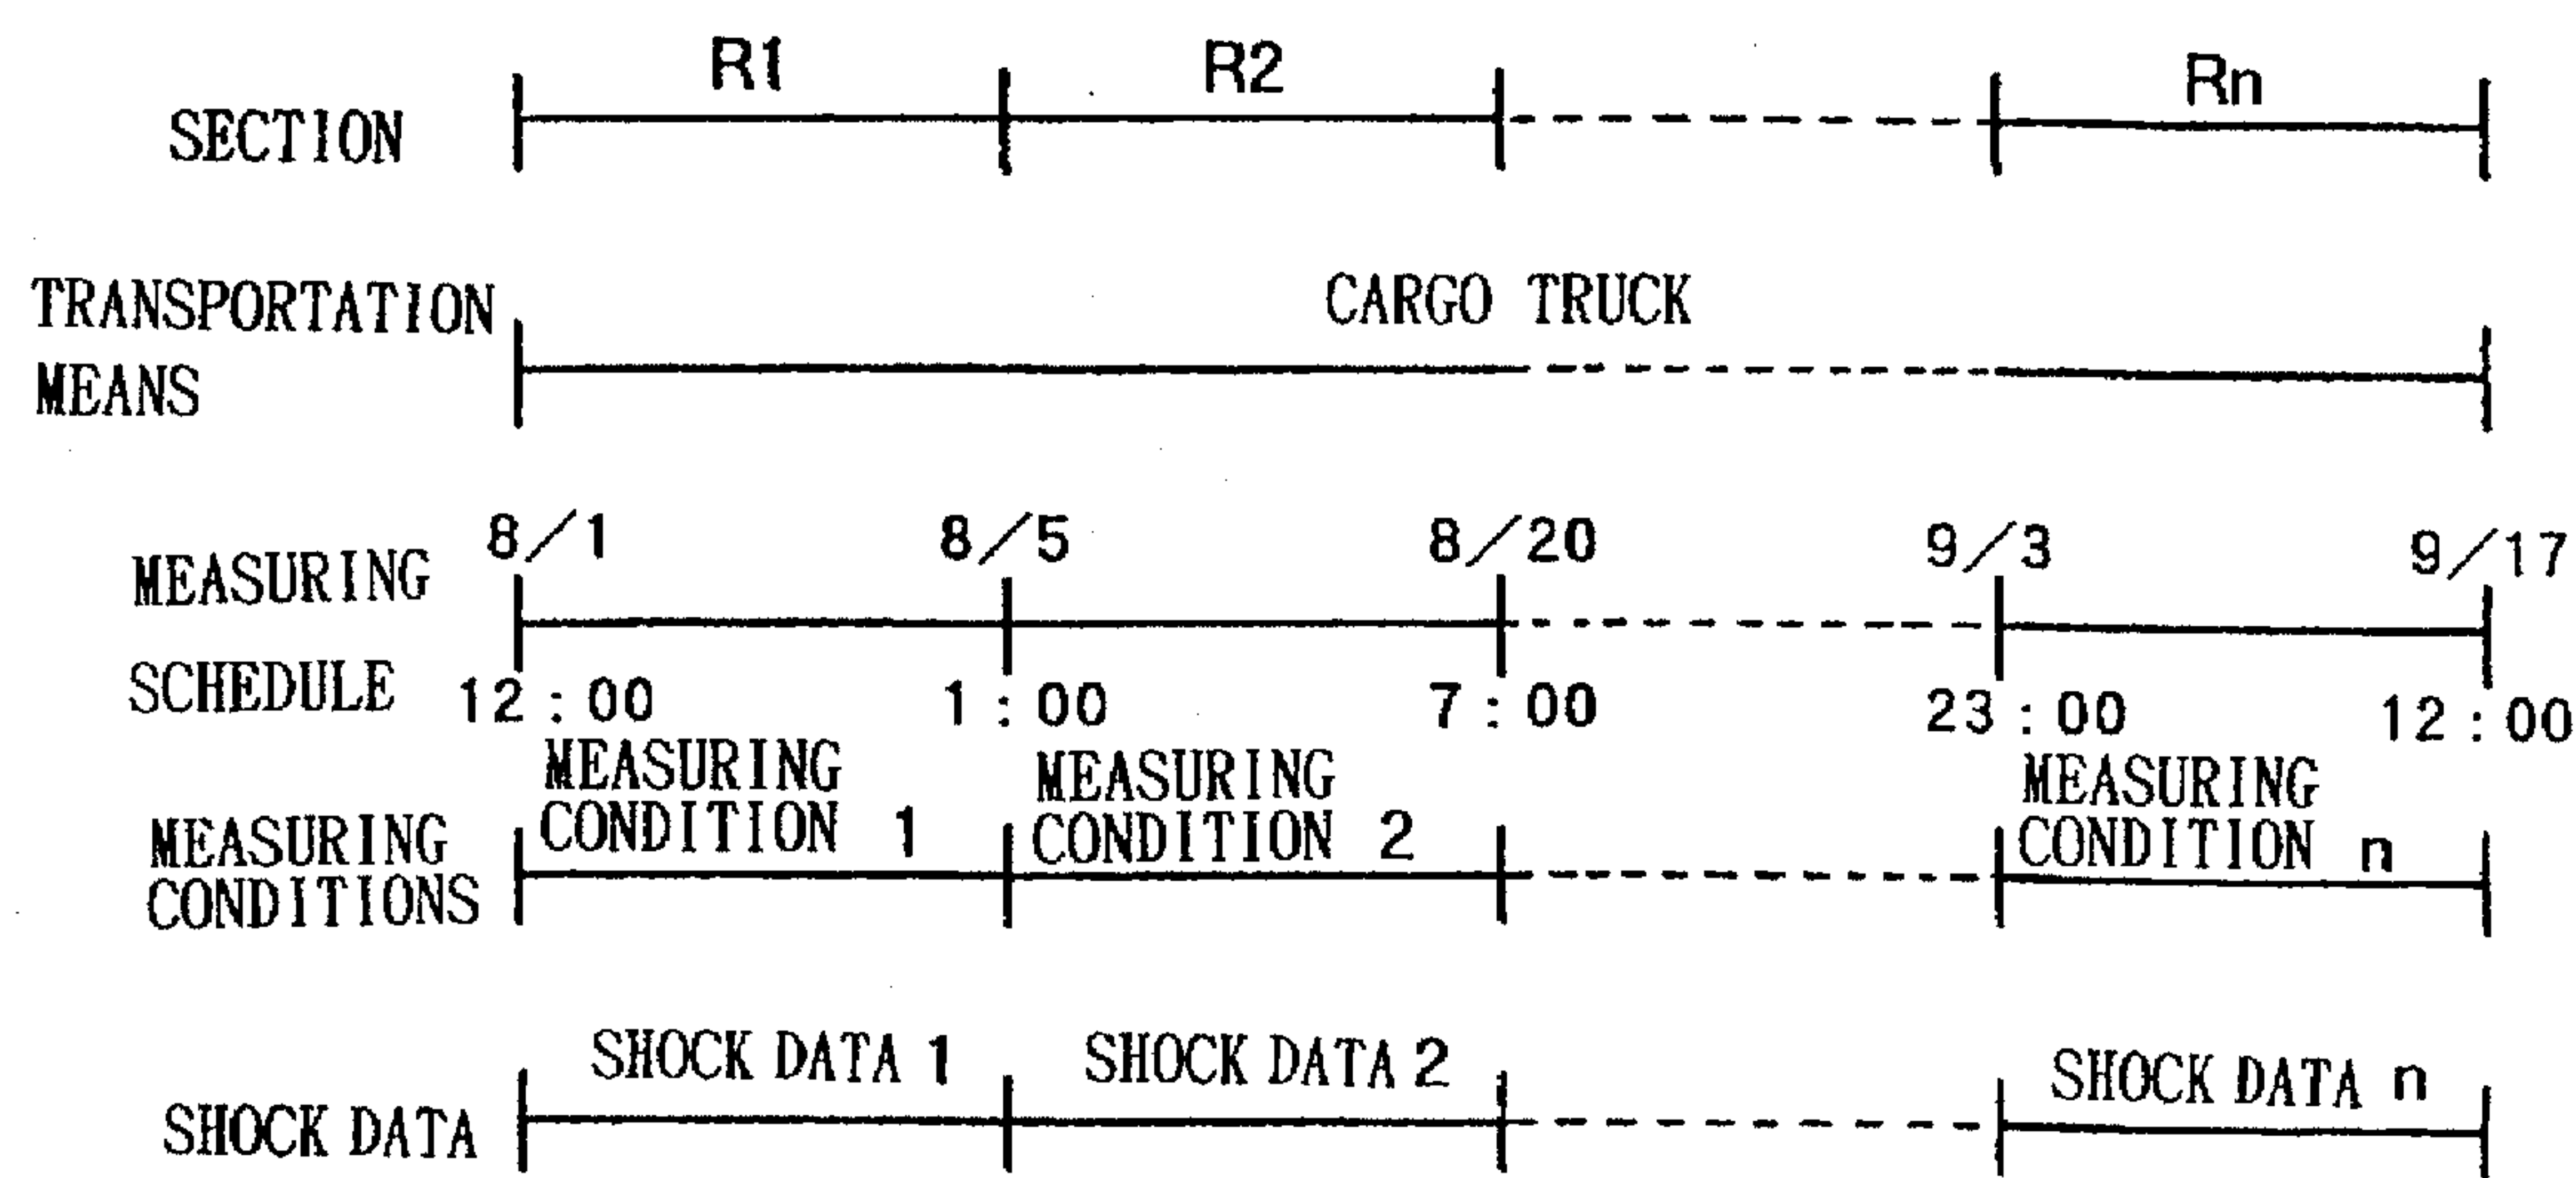 R1 R2 Rn
SECTION
TRANSPORTATION
MEANS
CARGO TRUCK
8/1 8/5 8/20 9/3 9/17
MEASURING
SCHEDULE
12:00 1:00 7:00 23:00 12:00
MEASURING
CONDITION 1
MEASURING
CONDITION 2
MEASURING
CONDITION n
MEASURING
CONDITIONS
SHOCK DATA 1 SHOCK DATA 2 SHOCK DATA n
SHOCK DATA